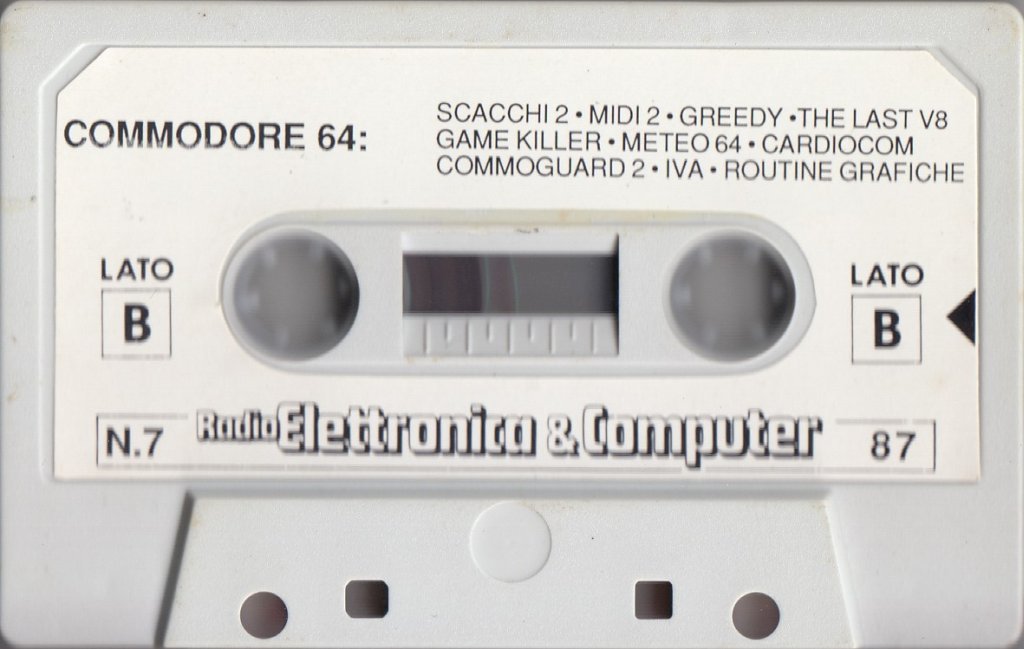 COMMODORE 64:
SCACCHI 2 • MIDI 2 • GREEDY • THE LAST V8
GAME KILLER • METEO 64 • CARDIOCOM
COMMOGUARD 2 • IVA • ROUTINE GRAFICHE
LATO
B
LATO
B
N.7
Radio Elettronica & Computer
87